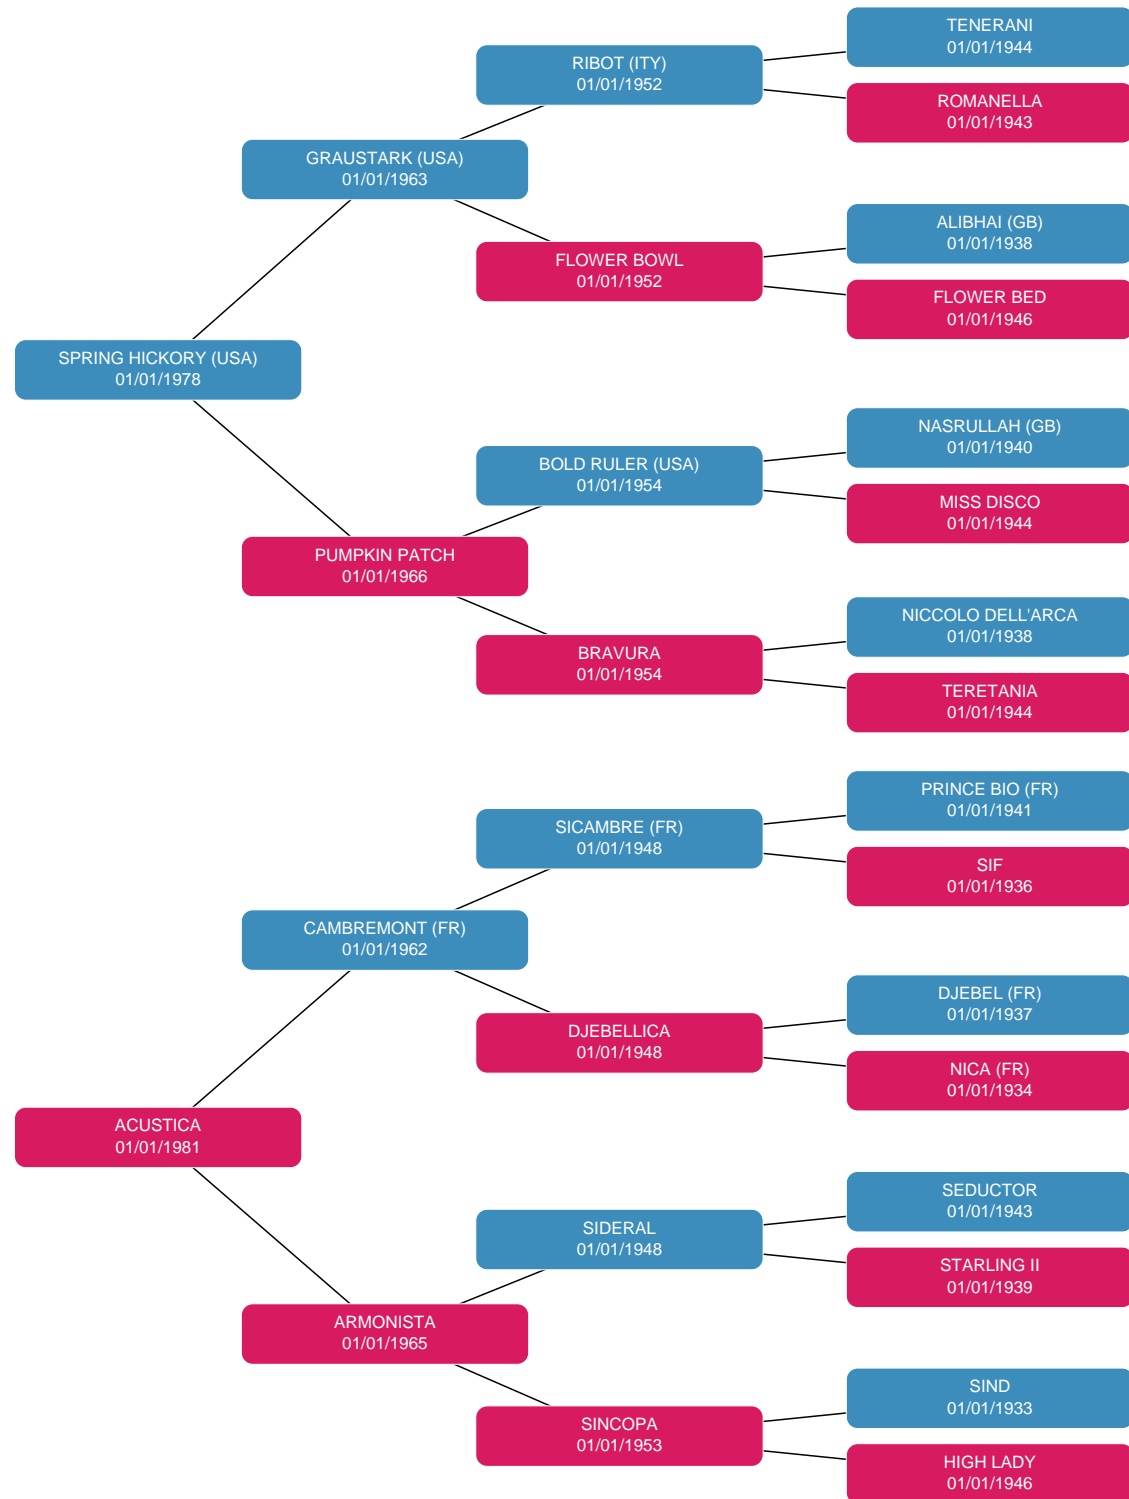 TENERANI
01/01/1944
RIBOT (ITY)
01/01/1952
ROMANELLA
01/01/1943
GRAUSTARK (USA)
01/01/1963
ALIBHAI (GB)
01/01/1938
FLOWER BOWL
01/01/1952
FLOWER BED
01/01/1946
SPRING HICKORY (USA)
01/01/1978
NASRULLAH (GB)
01/01/1940
BOLD RULER (USA)
01/01/1954
MISS DISCO
01/01/1944
PUMPKIN PATCH
01/01/1966
NICCOLO DELL'ARCA
01/01/1938
BRAVURA
01/01/1954
TERETANIA
01/01/1944
PRINCE BIO (FR)
01/01/1941
SICAMBRE (FR)
01/01/1948
SIF
01/01/1936
CAMBREMONT (FR)
01/01/1962
DJEBEL (FR)
01/01/1937
DJEBELLICA
01/01/1948
NICA (FR)
01/01/1934
ACUSTICA
01/01/1981
SEDUCTOR
01/01/1943
SIDERAL
01/01/1948
STARLING II
01/01/1939
ARMONISTA
01/01/1965
SIND
01/01/1933
SINCOPA
01/01/1953
HIGH LADY
01/01/1946